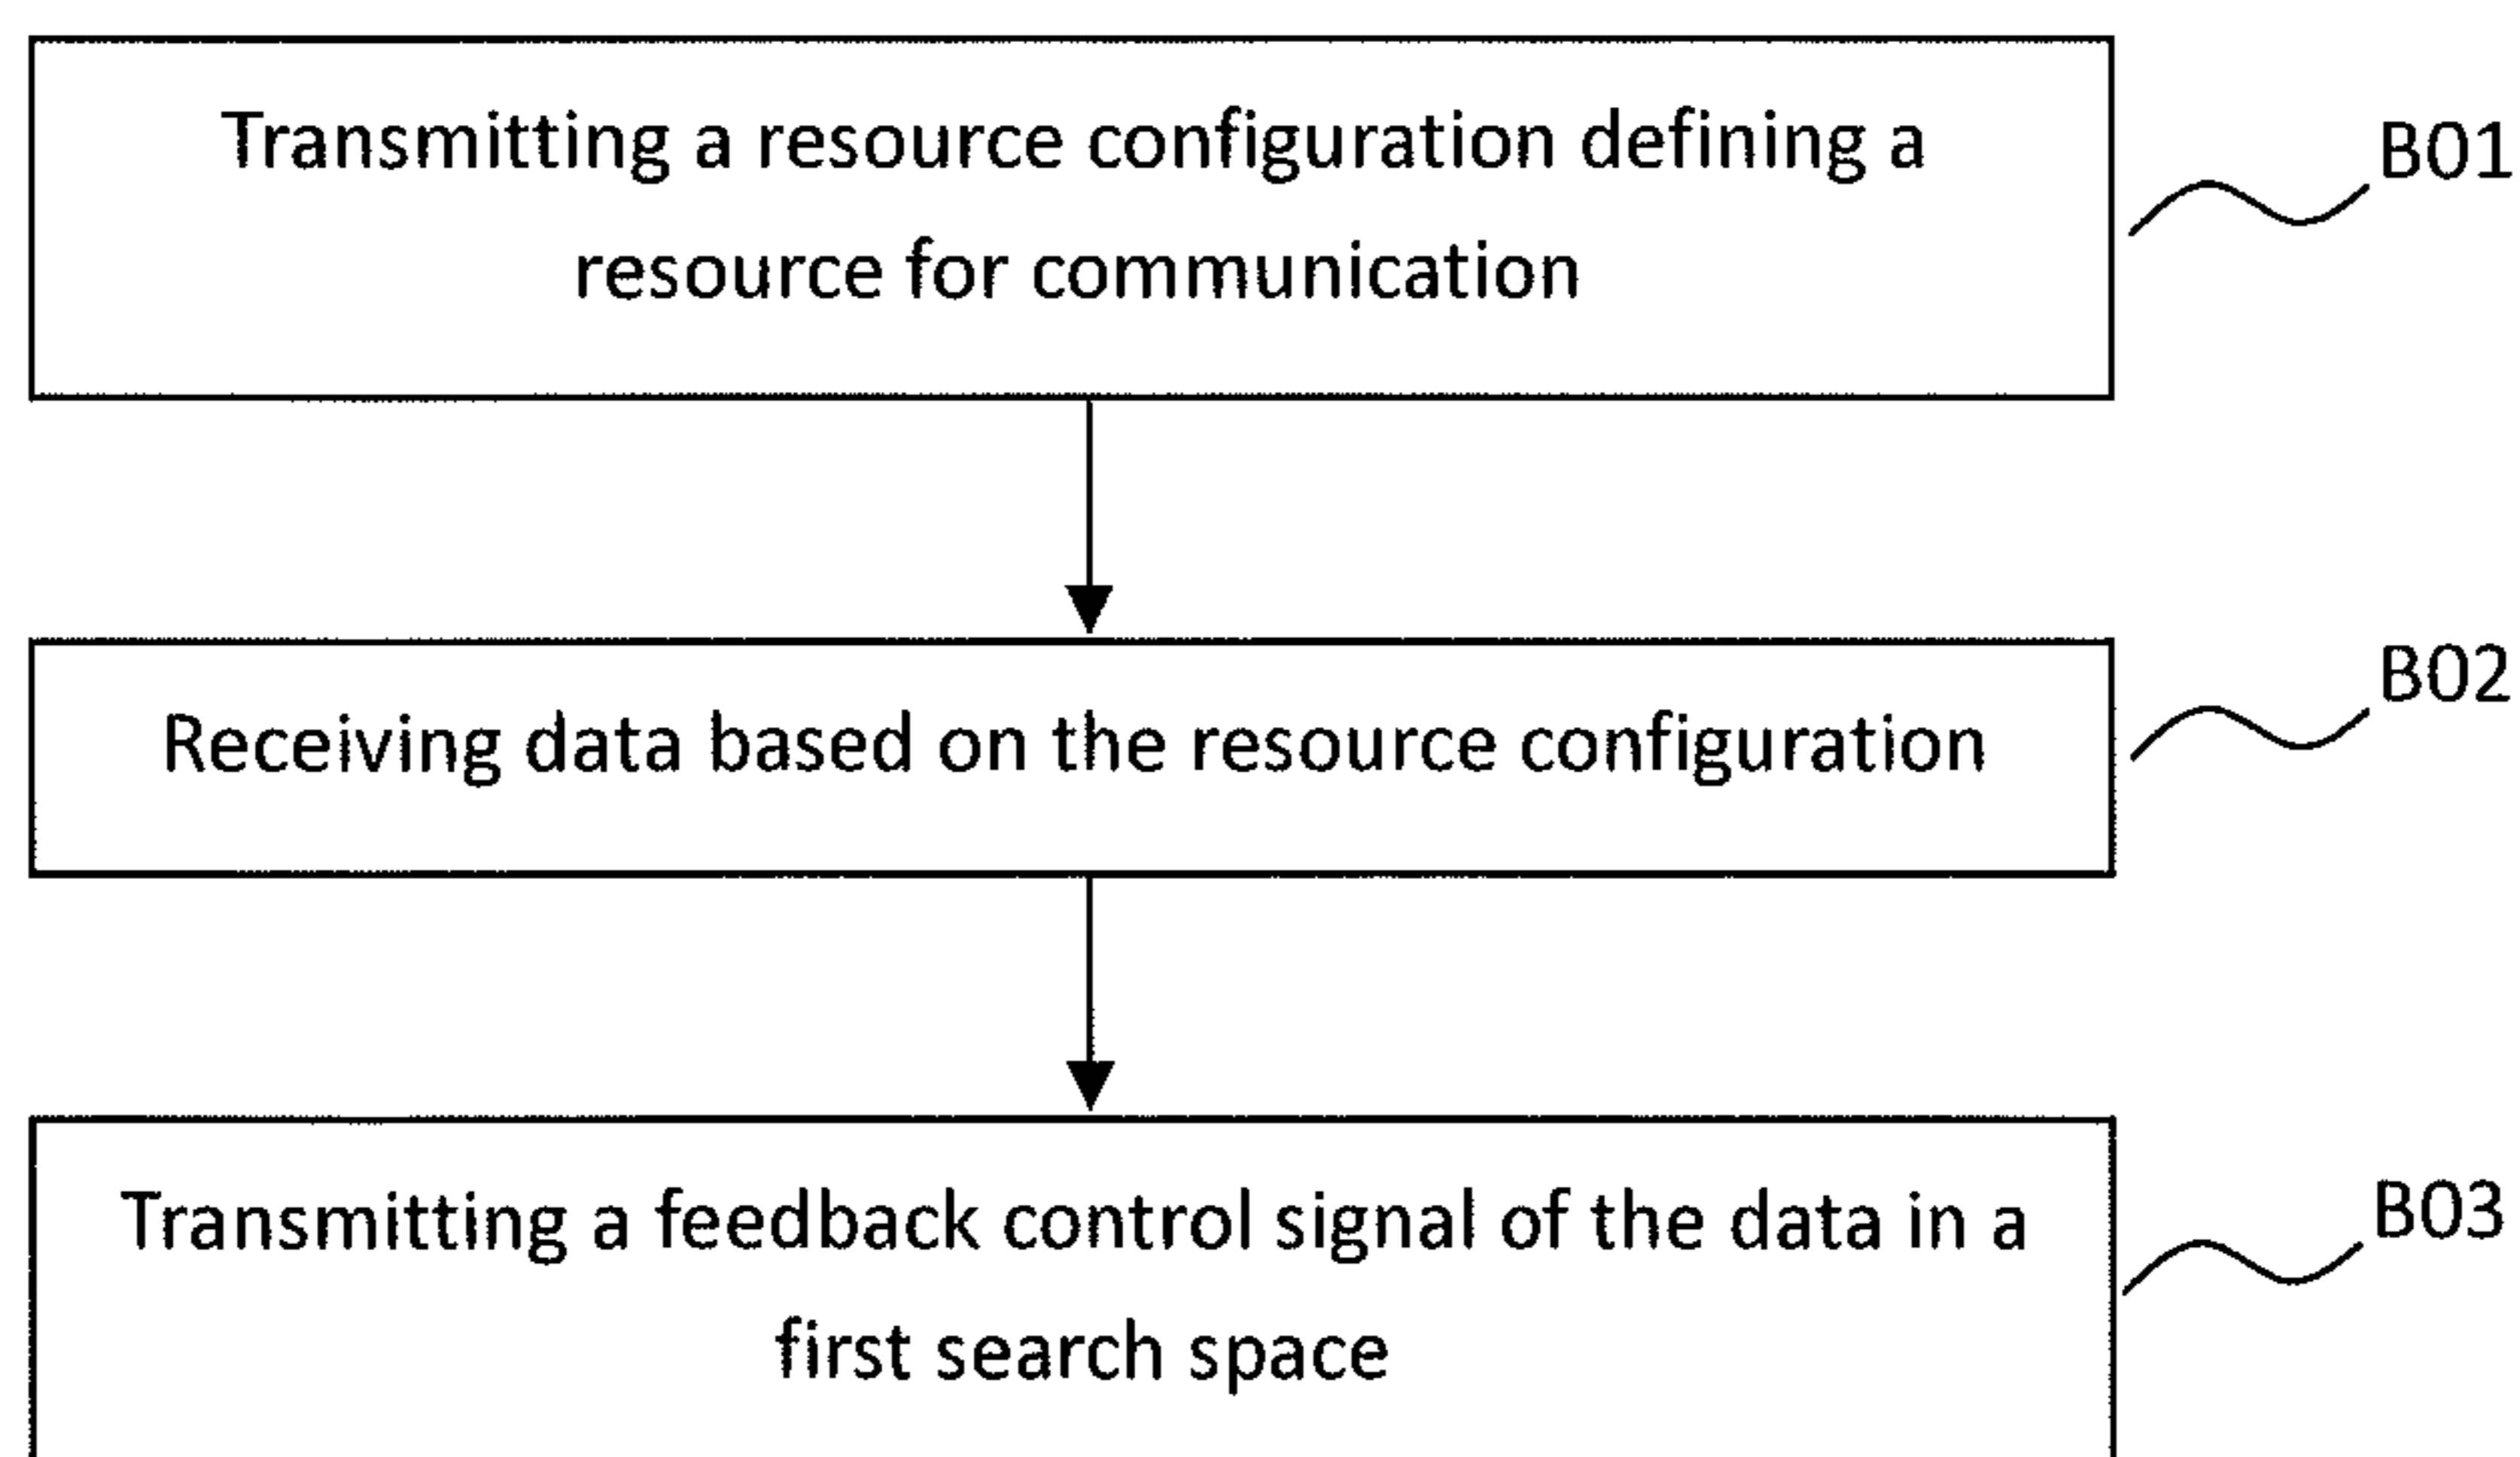 Transmitting a resource configuration defining a
resource for communication
B01
Receiving data based on the resource configuration
B02
Transmitting a feedback control signal of the data in a
first search space
B03